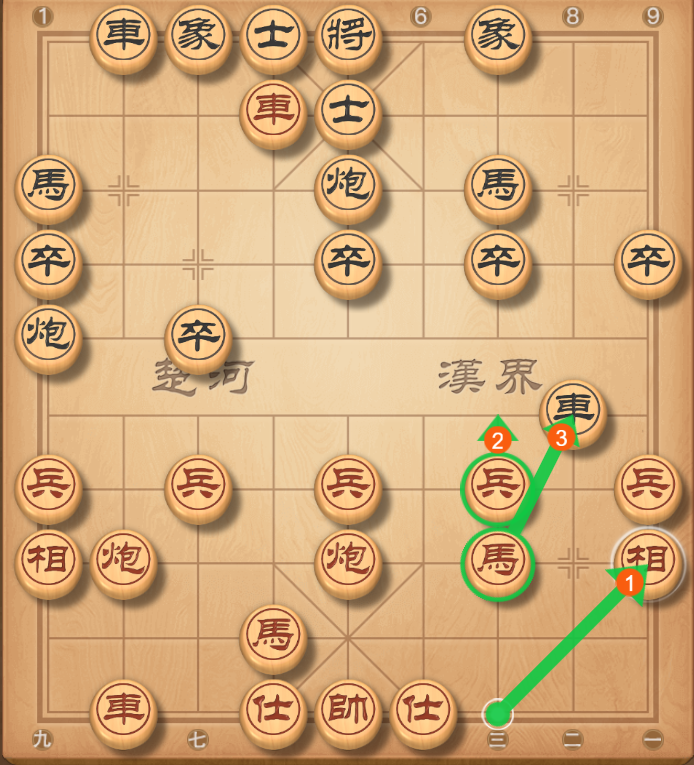 1 6 8 9
車 象 士 將 象
車 士
馬 炮 馬
卒 卒 卒 卒
炮 卒
楚河 漢界
車
2 3
兵 兵 兵 兵 兵
相 炮 炮 馬 相
1
馬
車 仕 帥 仕
九 七 三 二 一